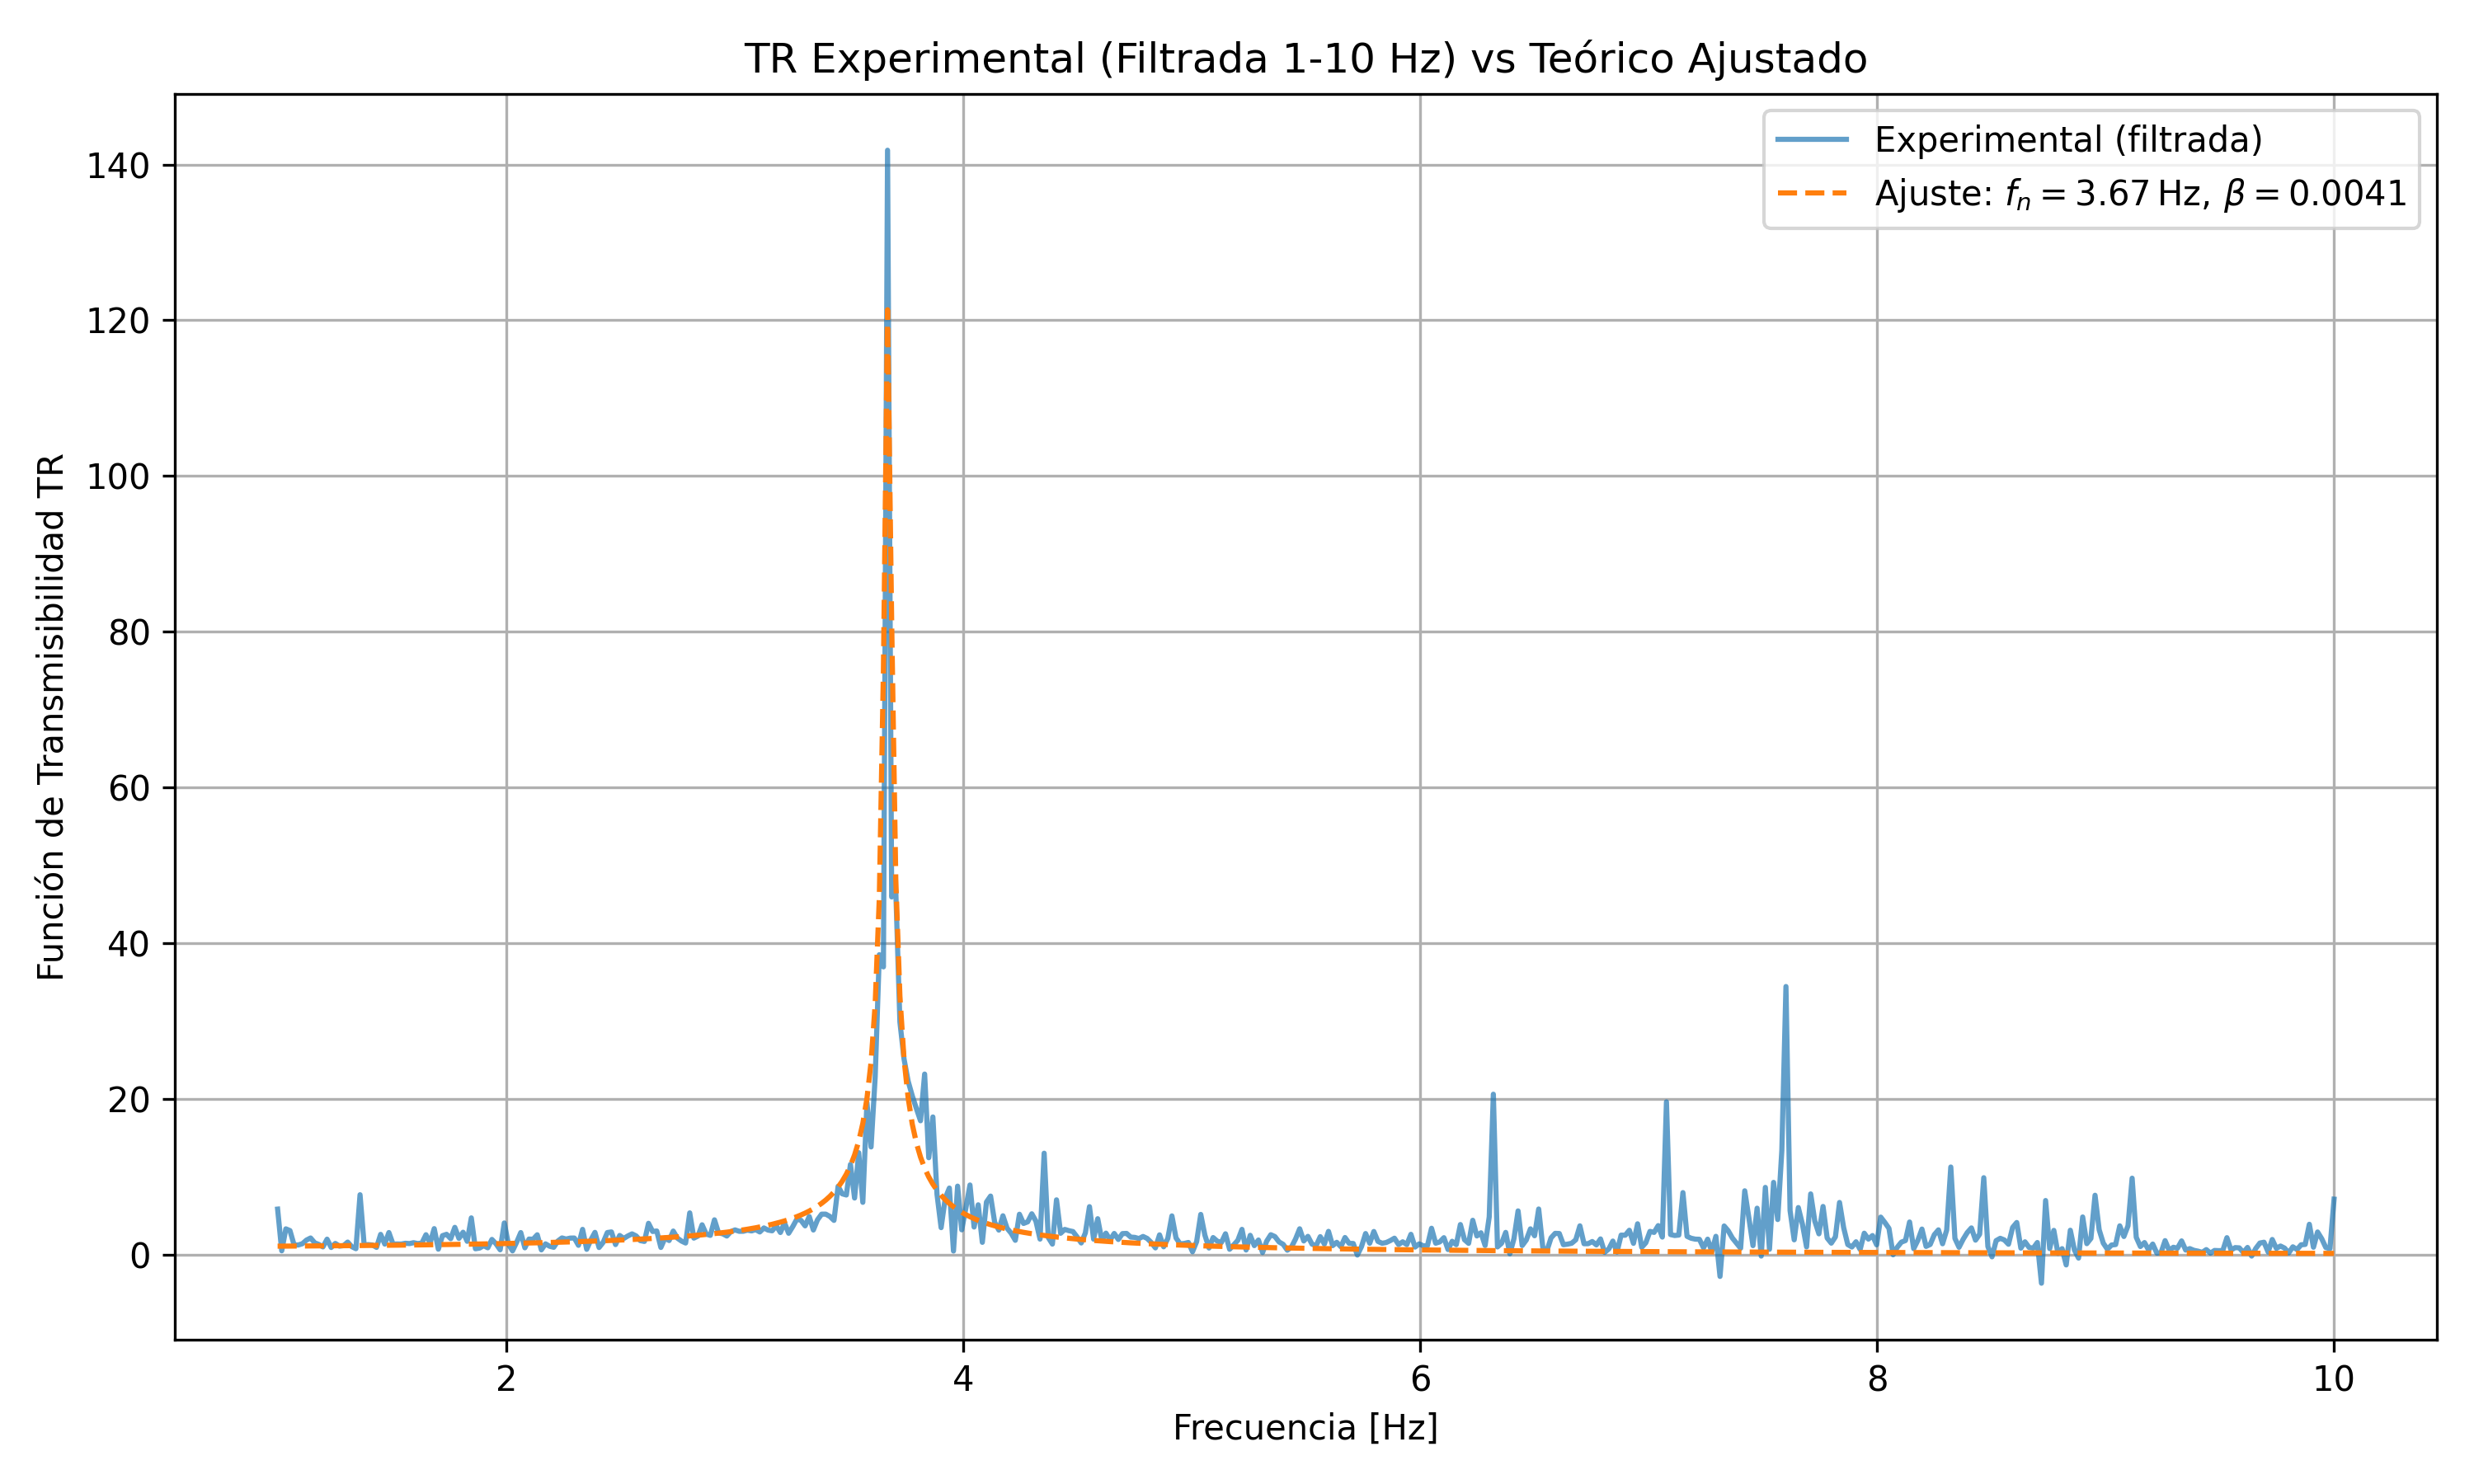 TR Experimental (Filtrada 1-10 Hz) vs Teórico Ajustado
Experimental (filtrada)
Ajuste: fₙ = 3.67 Hz, β = 0.0041
Función de Transmisibilidad TR
140
120
100
80
60
40
20
0
2 4 6 8 10
Frecuencia [Hz]